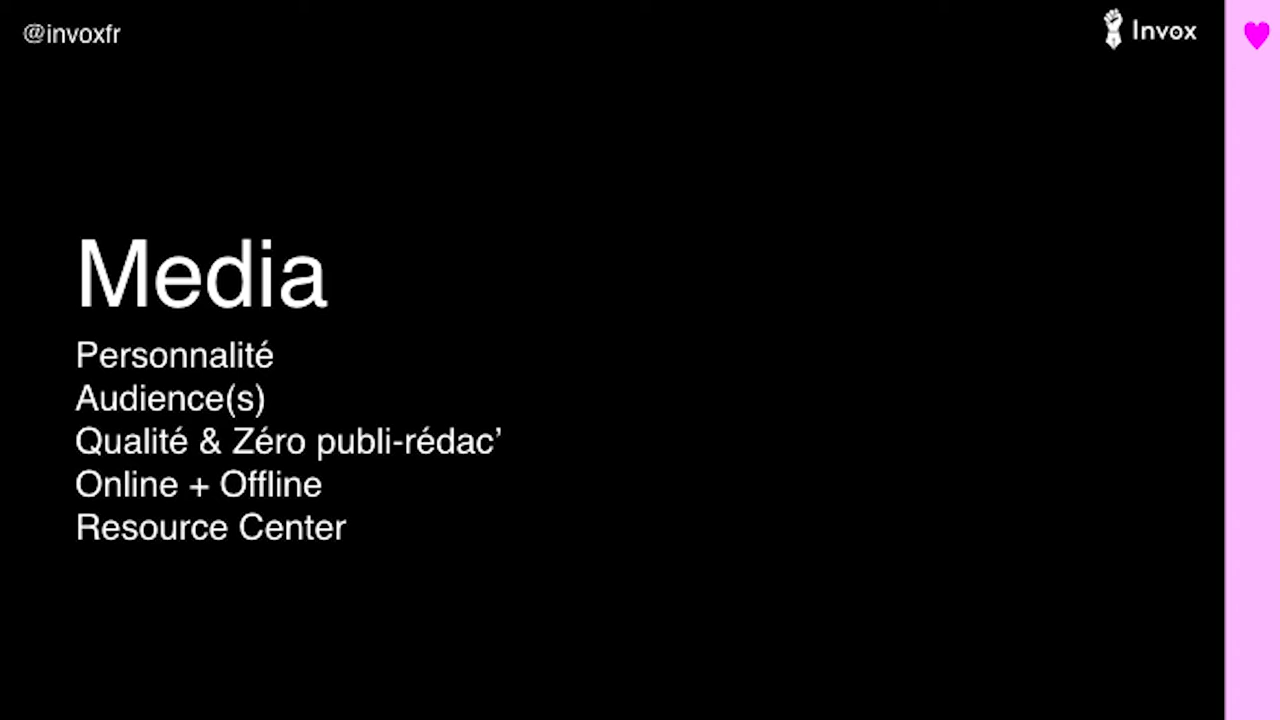 @invoxfr
Invox
Media
Personnalité
Audience(s)
Qualité & Zéro publi-rédac’
Online + Offline
Resource Center